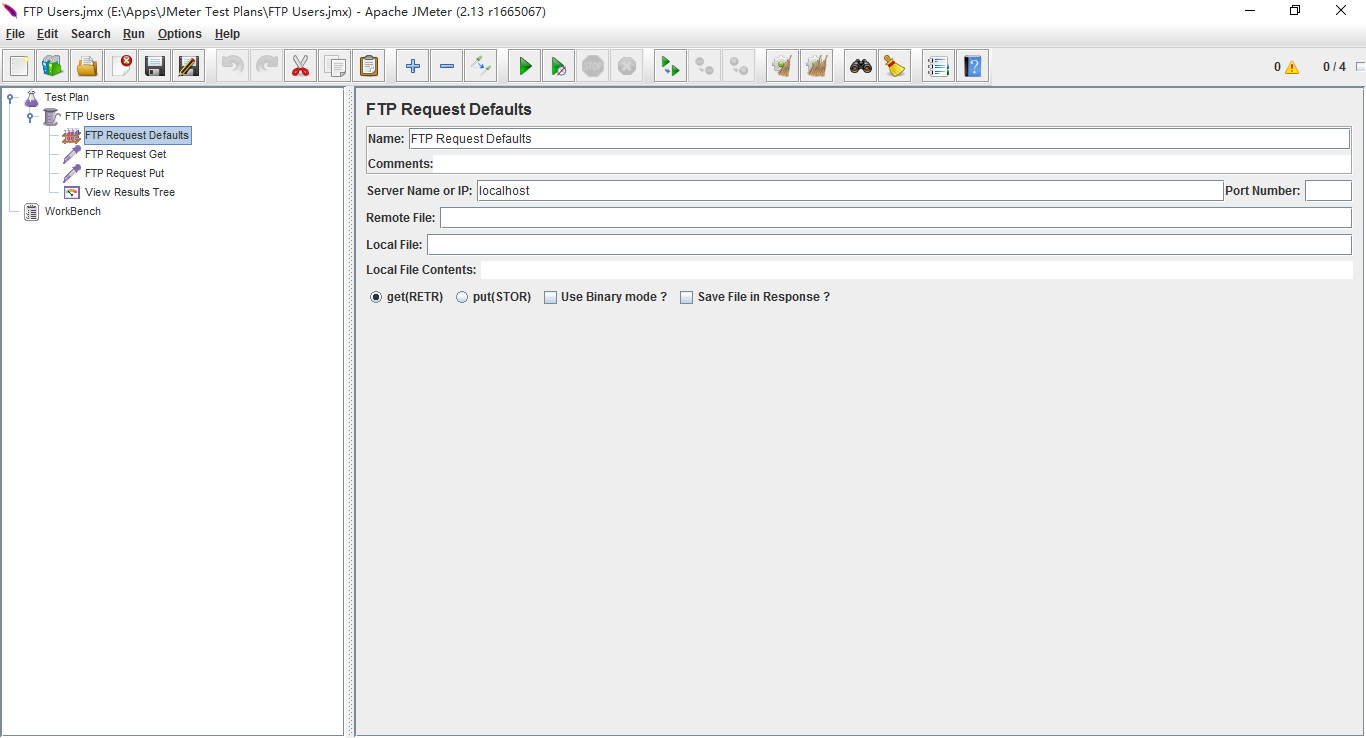 FTP Users.jmx (E:\Apps\JMeter Test Plans\FTP Users.jmx) - Apache JMeter (2.13 r1665067)
File Edit Search Run Options Help
STOP
0 0 / 4
Test Plan
FTP Users
FTP Request Defaults
FTP Request Get
FTP Request Put
View Results Tree
WorkBench
FTP Request Defaults
Name: FTP Request Defaults
Comments:
Server Name or IP: localhost Port Number:
Remote File:
Local File:
Local File Contents:
get(RETR) put(STOR) Use Binary mode ? Save File in Response ?